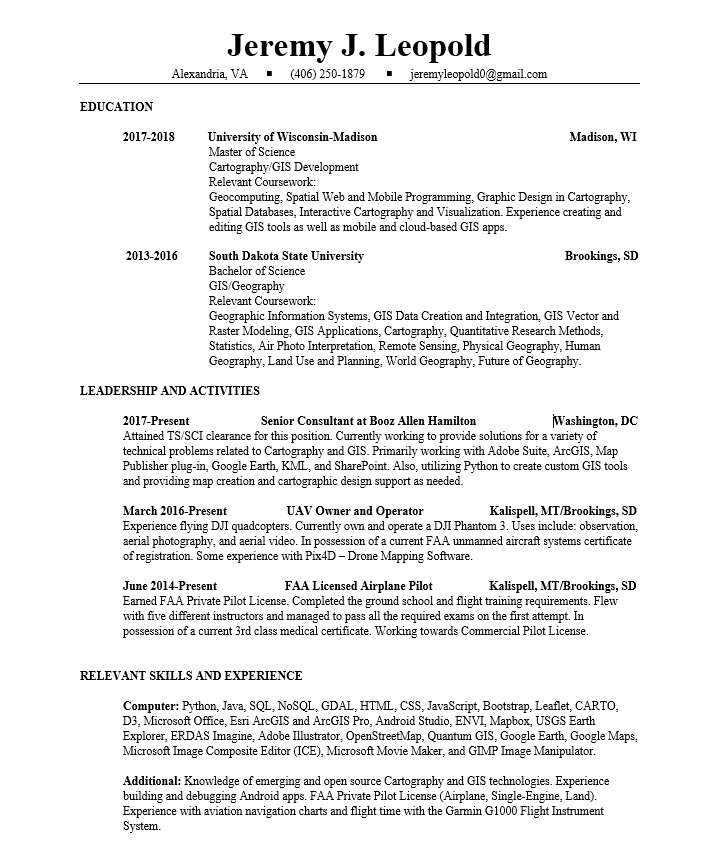 Jeremy J. Leopold
Alexandria, VA ▪ (406) 250-1879 ▪ jeremyleopold0@gmail.com
EDUCATION
2017-2018 University of Wisconsin-Madison Madison, WI
Master of Science
Cartography/GIS Development
Relevant Coursework:
Geocomputing, Spatial Web and Mobile Programming, Graphic Design in Cartography,
Spatial Databases, Interactive Cartography and Visualization. Experience creating and
editing GIS tools as well as mobile and cloud-based GIS apps.
2013-2016 South Dakota State University Brookings, SD
Bachelor of Science
GIS/Geography
Relevant Coursework:
Geographic Information Systems, GIS Data Creation and Integration, GIS Vector and
Raster Modeling, GIS Applications, Cartography, Quantitative Research Methods,
Statistics, Air Photo Interpretation, Remote Sensing, Physical Geography, Human
Geography, Land Use and Planning, World Geography, Future of Geography.
LEADERSHIP AND ACTIVITIES
2017-Present Senior Consultant at Booz Allen Hamilton Washington, DC
Attained TS/SCI clearance for this position. Currently working to provide solutions for a variety of
technical problems related to Cartography and GIS. Primarily working with Adobe Suite, ArcGIS, Map
Publisher plug-in, Google Earth, KML, and SharePoint. Also, utilizing Python to create custom GIS tools
and providing map creation and cartographic design support as needed.
March 2016-Present UAV Owner and Operator Kalispell, MT/Brookings, SD
Experience flying DJI quadcopters. Currently own and operate a DJI Phantom 3. Uses include: observation,
aerial photography, and aerial video. In possession of a current FAA unmanned aircraft systems certificate
of registration. Some experience with Pix4D – Drone Mapping Software.
June 2014-Present FAA Licensed Airplane Pilot Kalispell, MT/Brookings, SD
Earned FAA Private Pilot License. Completed the ground school and flight training requirements. Flew
with five different instructors and managed to pass all the required exams on the first attempt. In
possession of a current 3rd class medical certificate. Working towards Commercial Pilot License.
RELEVANT SKILLS AND EXPERIENCE
Computer: Python, Java, SQL, NoSQL, GDAL, HTML, CSS, JavaScript, Bootstrap, Leaflet, CARTO,
D3, Microsoft Office, Esri ArcGIS and ArcGIS Pro, Android Studio, ENVI, Mapbox, USGS Earth
Explorer, ERDAS Imagine, Adobe Illustrator, OpenStreetMap, Quantum GIS, Google Earth, Google Maps,
Microsoft Image Composite Editor (ICE), Microsoft Movie Maker, and GIMP Image Manipulator.
Additional: Knowledge of emerging and open source Cartography and GIS technologies. Experience
building and debugging Android apps. FAA Private Pilot License (Airplane, Single-Engine, Land).
Experience with aviation navigation charts and flight time with the Garmin G1000 Flight Instrument
System.